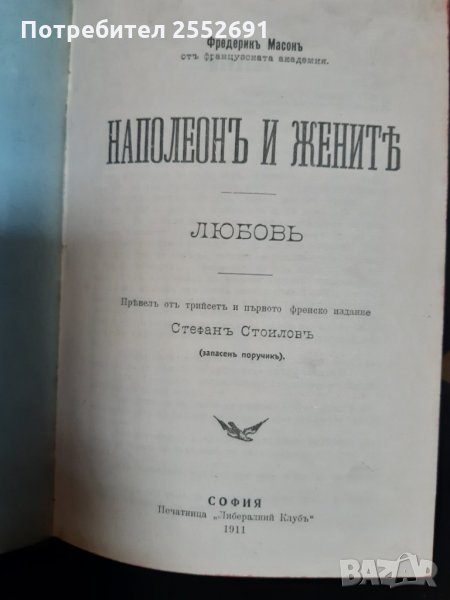 Потребител 2552691
Фредерикъ Масонъ
отъ французската академия.
НАПОЛЕОНЪ И ЖЕНИТѢ
ЛЮБОВЬ
Прѣвелъ отъ трийсеть и първото френско издание
Стефанъ Стоиловъ
(запасенъ поручикъ).
СОФИЯ
Печатница „Либералний Клубъ"
1911
BAZAR